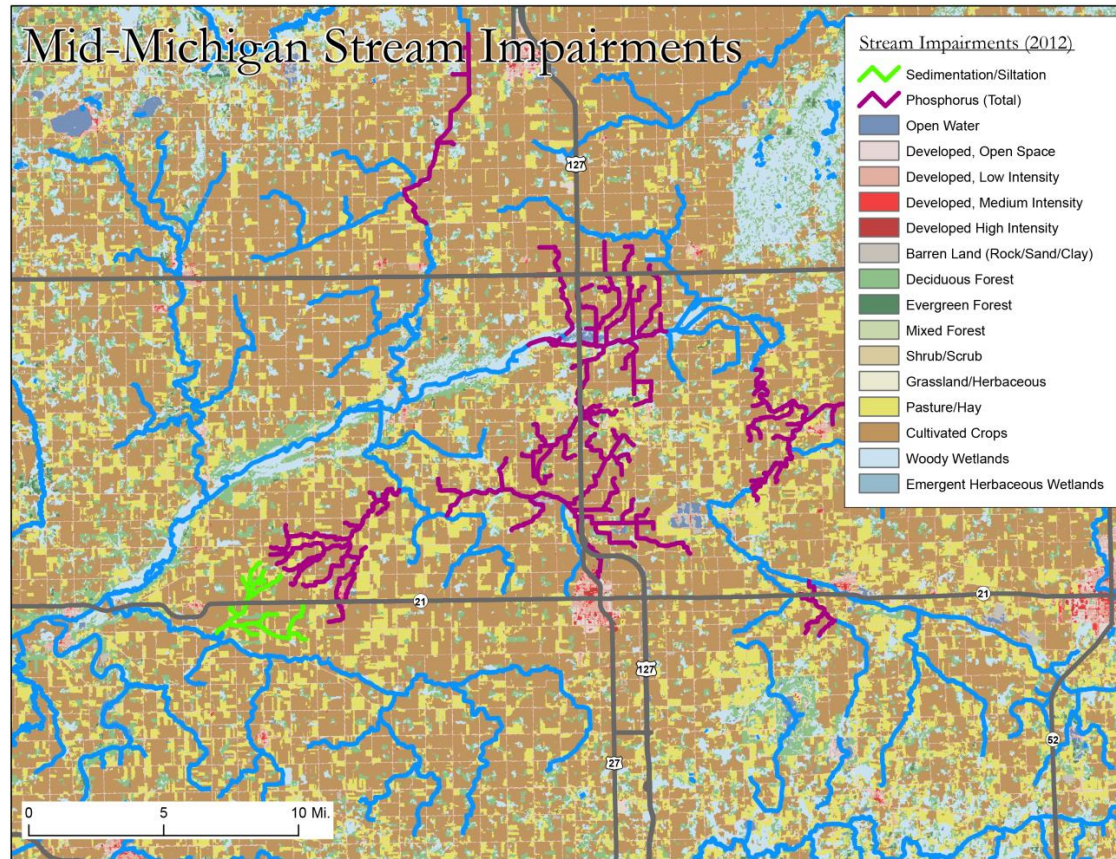 Mid-Michigan Stream Impairments
Stream Impairments (2012)
Sedimentation/Siltation
Phosphorus (Total)
Open Water
Developed, Open Space
Developed, Low Intensity
Developed, Medium Intensity
Developed High Intensity
Barren Land (Rock/Sand/Clay)
Deciduous Forest
Evergreen Forest
Mixed Forest
Shrub/Scrub
Grassland/Herbaceous
Pasture/Hay
Cultivated Crops
Woody Wetlands
Emergent Herbaceous Wetlands
127
21
21
127
52
27
0 5 10 Mi.